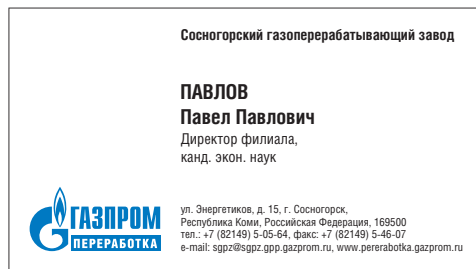 Сосногорский газоперерабатывающий завод
ПАВЛОВ
Павел Павлович
Директор филиала,
канд. экон. наук
ГАЗПРОМ
ПЕРЕРАБОТКА
ул. Энергетиков, д. 15, г. Сосногорск,
Республика Коми, Российская Федерация, 169500
тел.: +7 (82149) 5-05-64, факс: +7 (82149) 5-46-07
e-mail: sgpz@sgpz.gpp.gazprom.ru, www.pererabotka.gazprom.ru